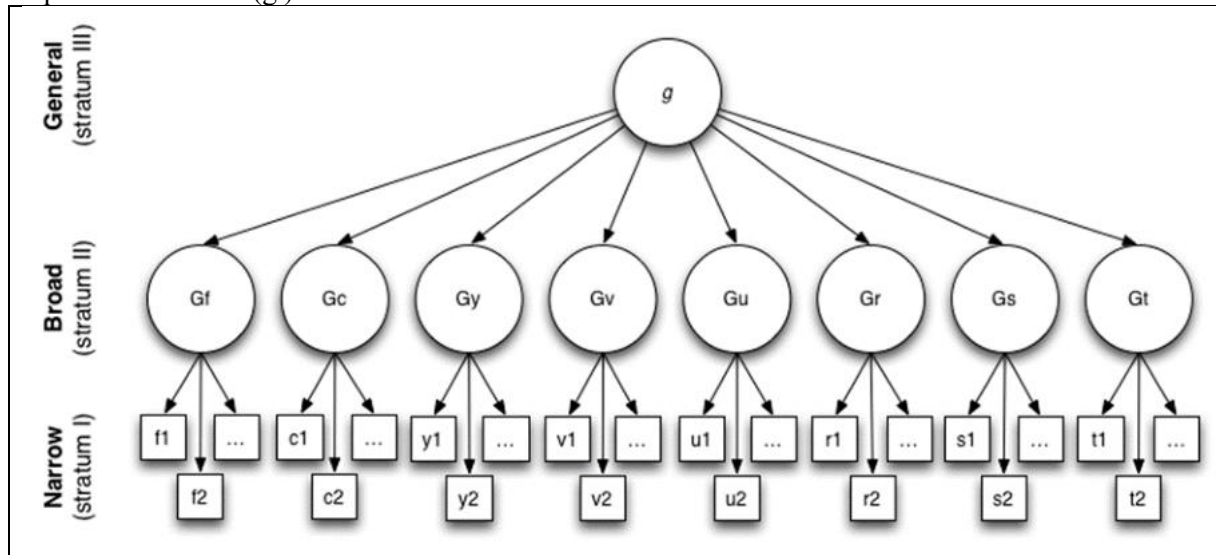 (g)
General
(stratum III)
g
Broad
(stratum II)
Gf Gc Gy Gv Gu Gr Gs Gt
Narrow
(stratum I)
f1 ... c1 ... y1 ... v1 ... u1 ... r1 ... s1 ... t1 ...
f2 c2 y2 v2 u2 r2 s2 t2